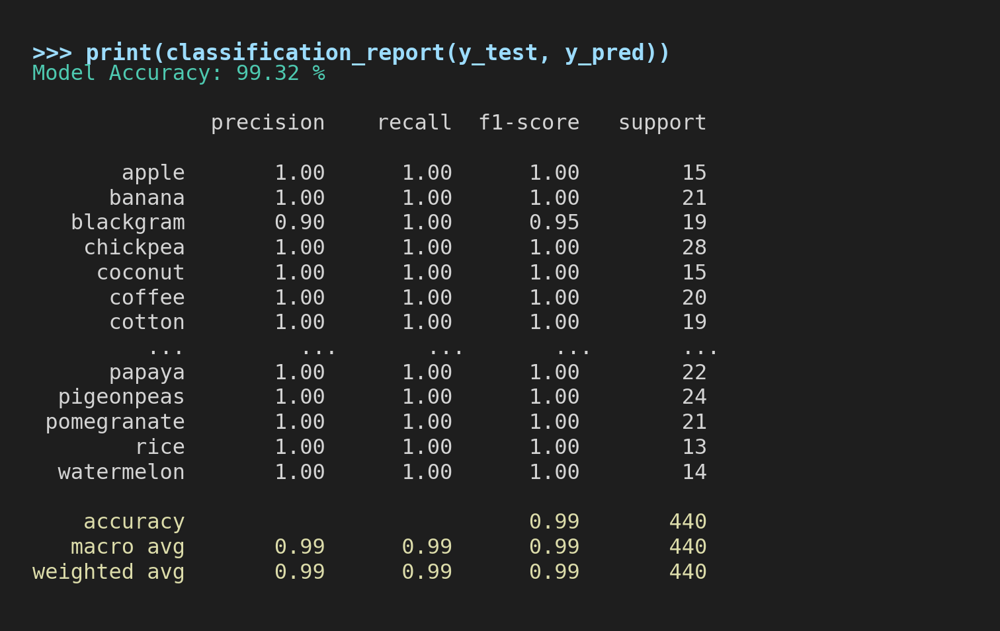 >>> print(classification_report(y_test, y_pred))
Model Accuracy: 99.32 %
precision recall f1-score support
apple 1.00 1.00 1.00 15
banana 1.00 1.00 1.00 21
blackgram 0.90 1.00 0.95 19
chickpea 1.00 1.00 1.00 28
coconut 1.00 1.00 1.00 15
coffee 1.00 1.00 1.00 20
cotton 1.00 1.00 1.00 19
... ... ... ... ...
papaya 1.00 1.00 1.00 22
pigeonpeas 1.00 1.00 1.00 24
pomegranate 1.00 1.00 1.00 21
rice 1.00 1.00 1.00 13
watermelon 1.00 1.00 1.00 14
accuracy 0.99 440
macro avg 0.99 0.99 0.99 440
weighted avg 0.99 0.99 0.99 440